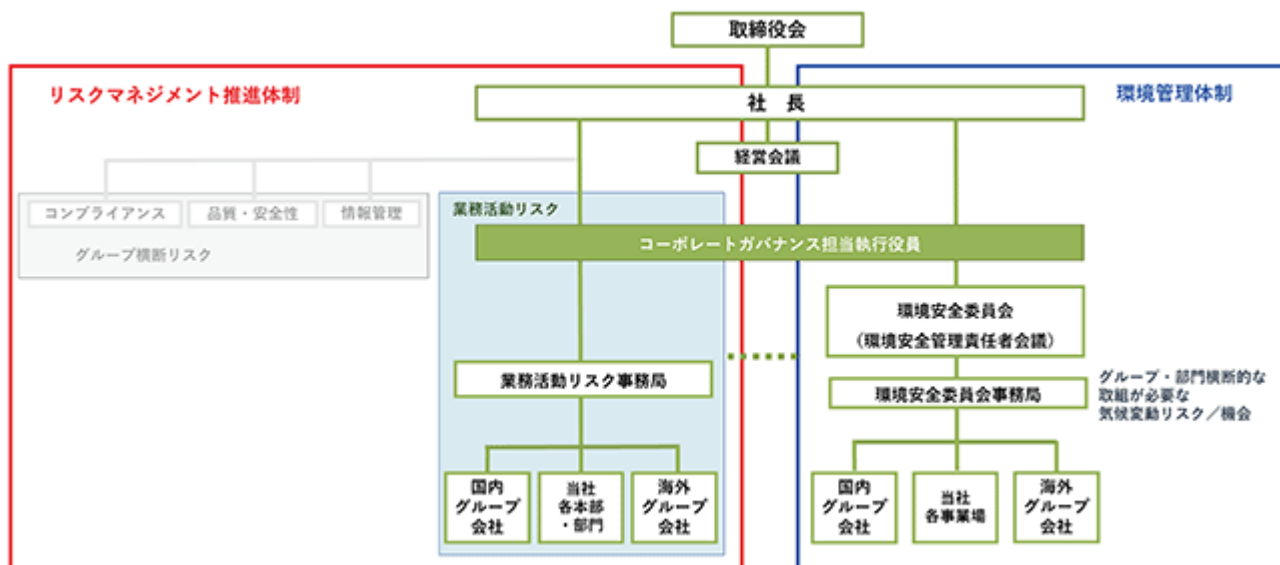 取締役会
リスクマネジメント推進体制
社　長
環境管理体制
経営会議
コンプライアンス
品質・安全性
情報管理
グループ横断リスク
業務活動リスク
コーポレートガバナンス担当執行役員
環境安全委員会
（環境安全管理責任者会議）
業務活動リスク事務局
環境安全委員会事務局
グループ・部門横断的な
取組が必要な
気候変動リスク／機会
国内
グループ
会社
当社
各本部
・部門
海外
グループ
会社
国内
グループ
会社
当社
各事業場
海外
グループ
会社